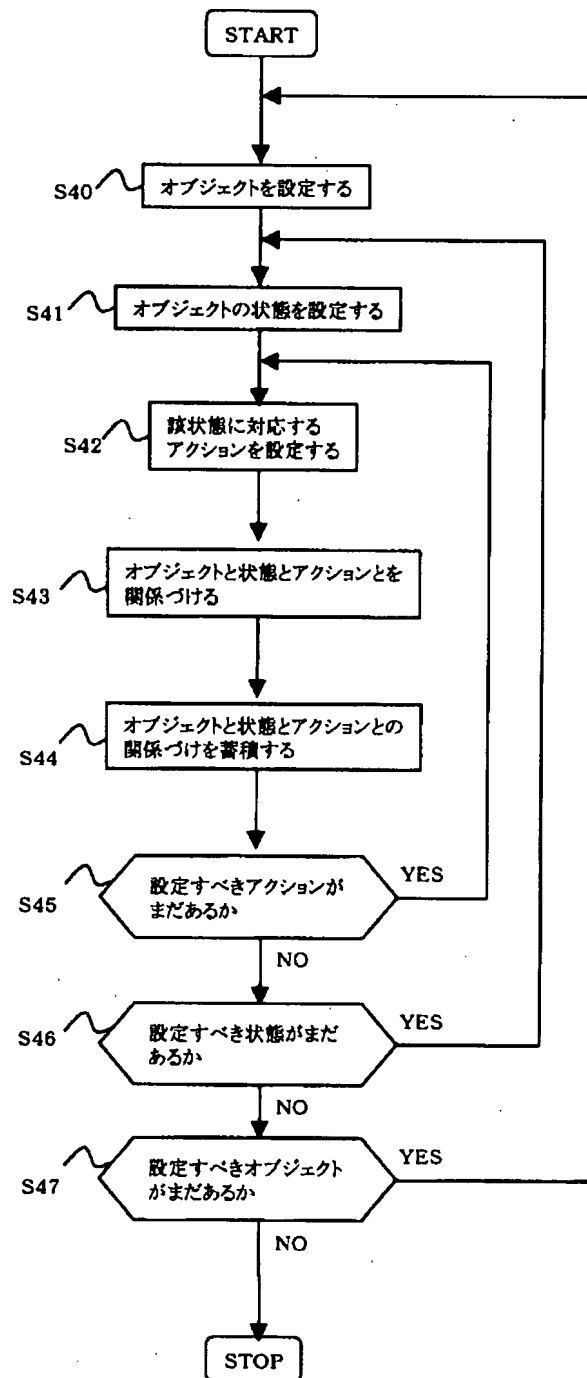 START
S40
オブジェクトを設定する
S41
オブジェクトの状態を設定する
S42
該状態に対応する
アクションを設定する
S43
オブジェクトと状態とアクションとを
関係づける
S44
オブジェクトと状態とアクションとの
関係づけを蓄積する
S45
設定すべきアクションが
まだあるか
YES
NO
S46
設定すべき状態がまだ
あるか
YES
NO
S47
設定すべきオブジェクト
がまだあるか
YES
NO
STOP